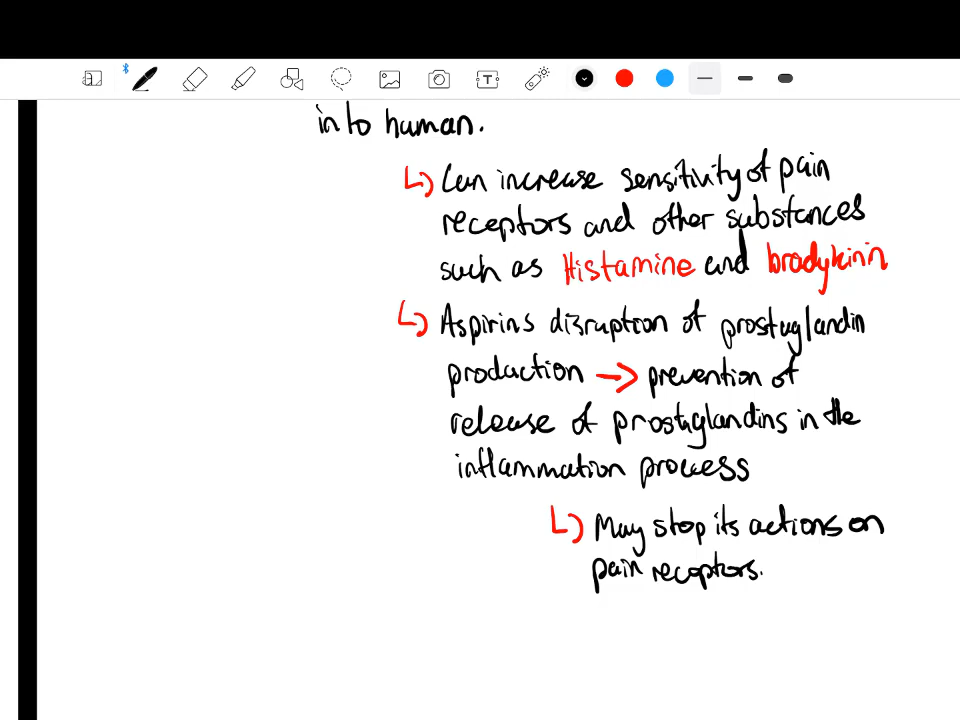 into human.
↳ Can increase sensitivity of pain
receptors and other substances
such as Histamine and bradykinin
↳ Aspirins disruption of prostaglandin
production → prevention of
release of prostaglandins in the
inflammation process
↳ May stop its actions on
pain receptors.